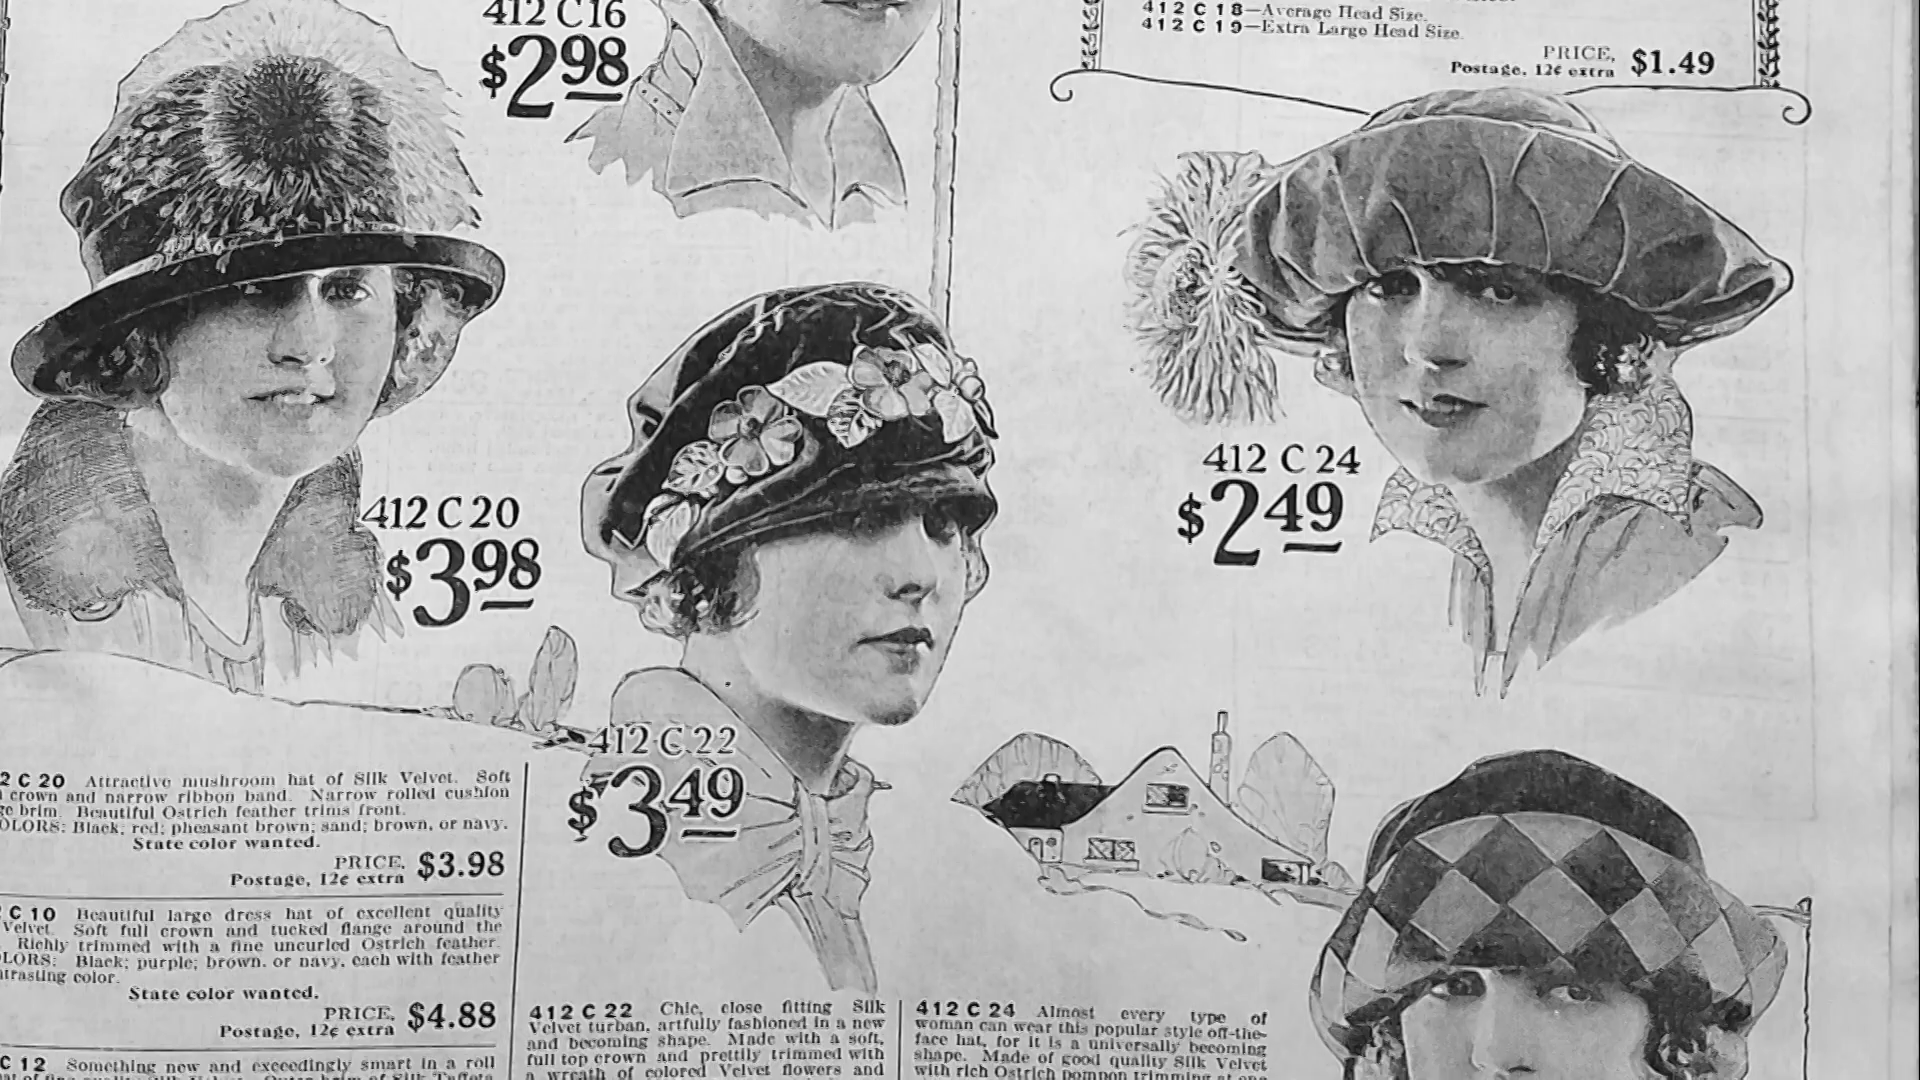 412 C 16
$2.98
412 C 18—Average Head Size.
412 C 19—Extra Large Head Size.
PRICE,
Postage, 12¢ extra $1.49
412 C 20
$3.98
412 C 24
$2.49
412 C 22
$3.49
2 C 20 Attractive mushroom hat of Silk Velvet. Soft
crown and narrow ribbon band. Narrow rolled cushion
brim. Beautiful Ostrich feather trims front.
OLORS: Black; red; pheasant brown; sand; brown, or navy.
State color wanted.
PRICE,
Postage, 12¢ extra $3.98
C 10 Beautiful large dress hat of excellent quality
Velvet. Soft full crown and tucked flange around the
Richly trimmed with a fine uncurled Ostrich feather.
LORS: Black; purple; brown, or navy, each with feather
ntrasting color.
State color wanted.
PRICE,
Postage, 12¢ extra $4.88
C 12 Something new and exceedingly smart in a roll
412 C 22 Chic, close fitting Silk
Velvet turban, artfully fashioned in a new
and becoming shape. Made with a soft,
full top crown and prettily trimmed with
a wreath of colored Velvet flowers and
412 C 24 Almost every type of
woman can wear this popular style off-the-
face hat, for it is a universally becoming
shape. Made of good quality Silk Velvet
with rich Ostrich pompon trimming at one